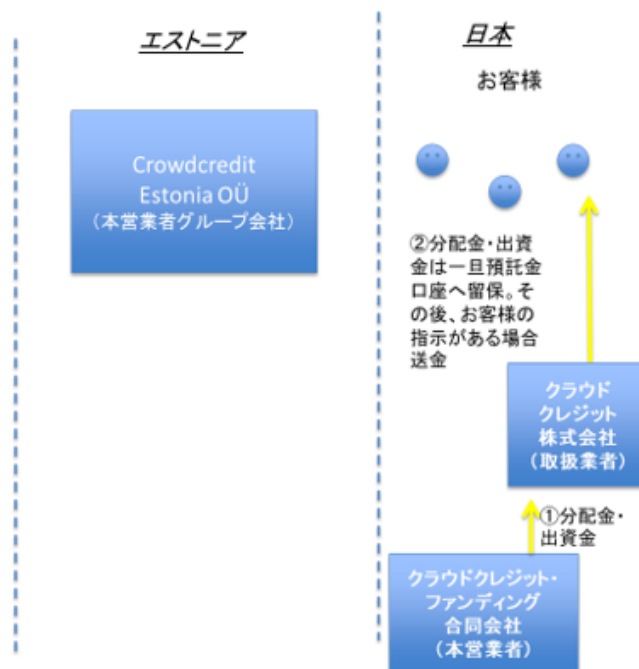 エストニア
日本
お客様
Crowdcredit
Estonia OÜ
（本営業者グループ会社）
②分配金・出資
金は一旦預託金
口座へ留保。そ
の後、お客様の
指示がある場合
送金
クラウド
クレジット
株式会社
（取扱業者）
①分配金・
出資金
クラウドクレジット・
ファンディング
合同会社
（本営業者）